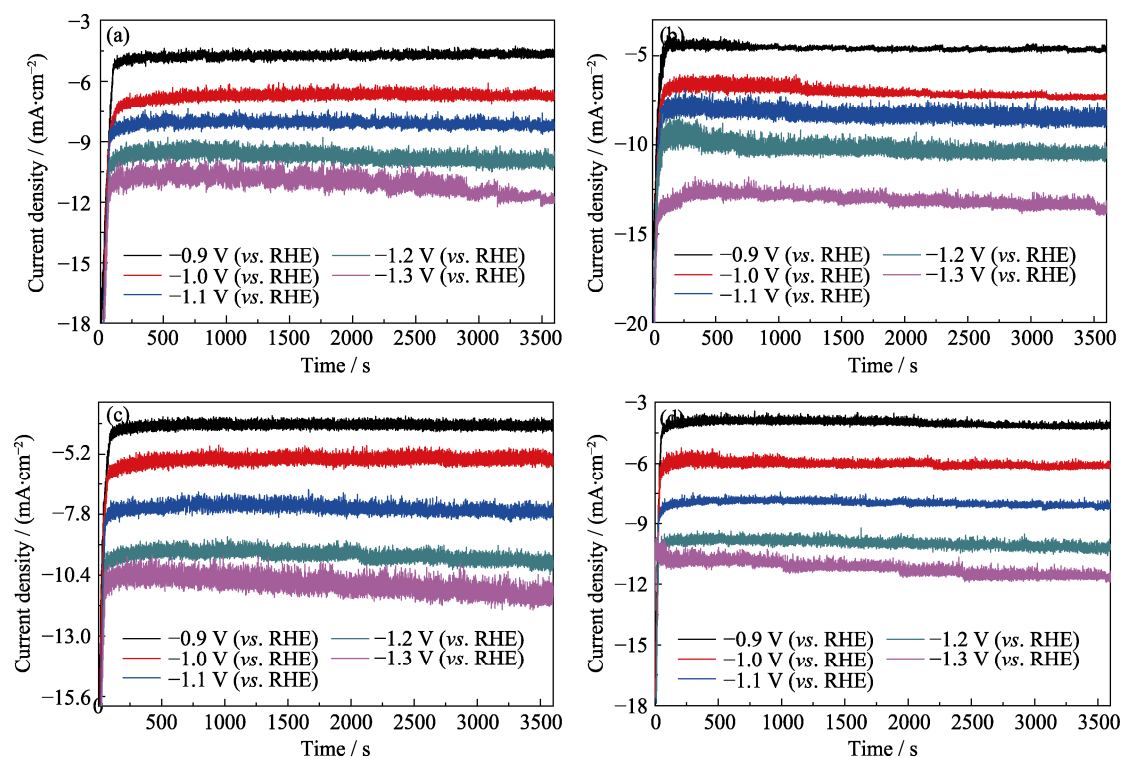 (a)
Current density / (mA·cm⁻²)
−3
−6
−9
−12
−15
−18
−0.9 V (vs. RHE)
−1.0 V (vs. RHE)
−1.1 V (vs. RHE)
−1.2 V (vs. RHE)
−1.3 V (vs. RHE)
0 500 1000 1500 2000 2500 3000 3500
Time / s
(b)
Current density / (mA·cm⁻²)
−5
−10
−15
−20
−0.9 V (vs. RHE)
−1.0 V (vs. RHE)
−1.1 V (vs. RHE)
−1.2 V (vs. RHE)
−1.3 V (vs. RHE)
0 500 1000 1500 2000 2500 3000 3500
Time / s
(c)
Current density / (mA·cm⁻²)
−5.2
−7.8
−10.4
−13.0
−15.6
−0.9 V (vs. RHE)
−1.0 V (vs. RHE)
−1.1 V (vs. RHE)
−1.2 V (vs. RHE)
−1.3 V (vs. RHE)
0 500 1000 1500 2000 2500 3000 3500
Time / s
(d)
Current density / (mA·cm⁻²)
−3
−6
−9
−12
−15
−18
−0.9 V (vs. RHE)
−1.0 V (vs. RHE)
−1.1 V (vs. RHE)
−1.2 V (vs. RHE)
−1.3 V (vs. RHE)
0 500 1000 1500 2000 2500 3000 3500
Time / s